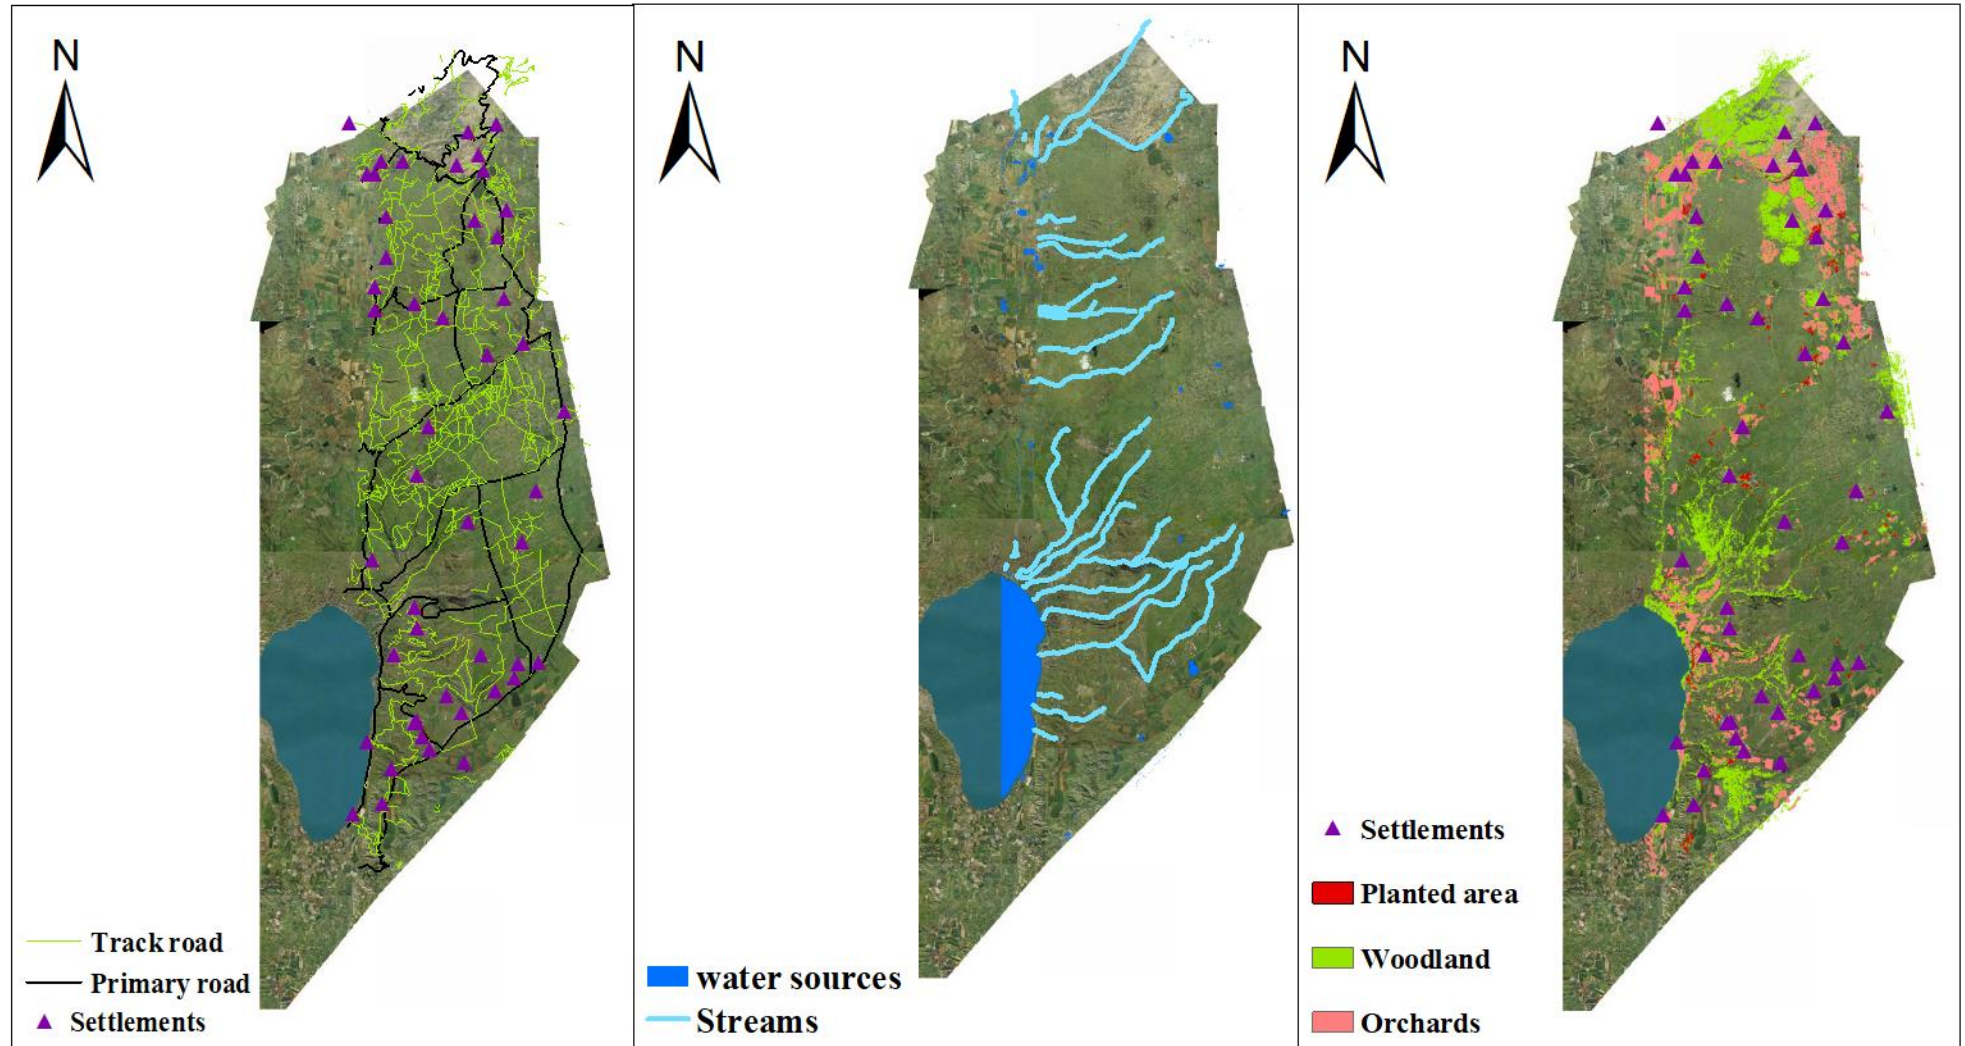 N
Track road
Primary road
Settlements
N
water sources
Streams
N
Settlements
Planted area
Woodland
Orchards